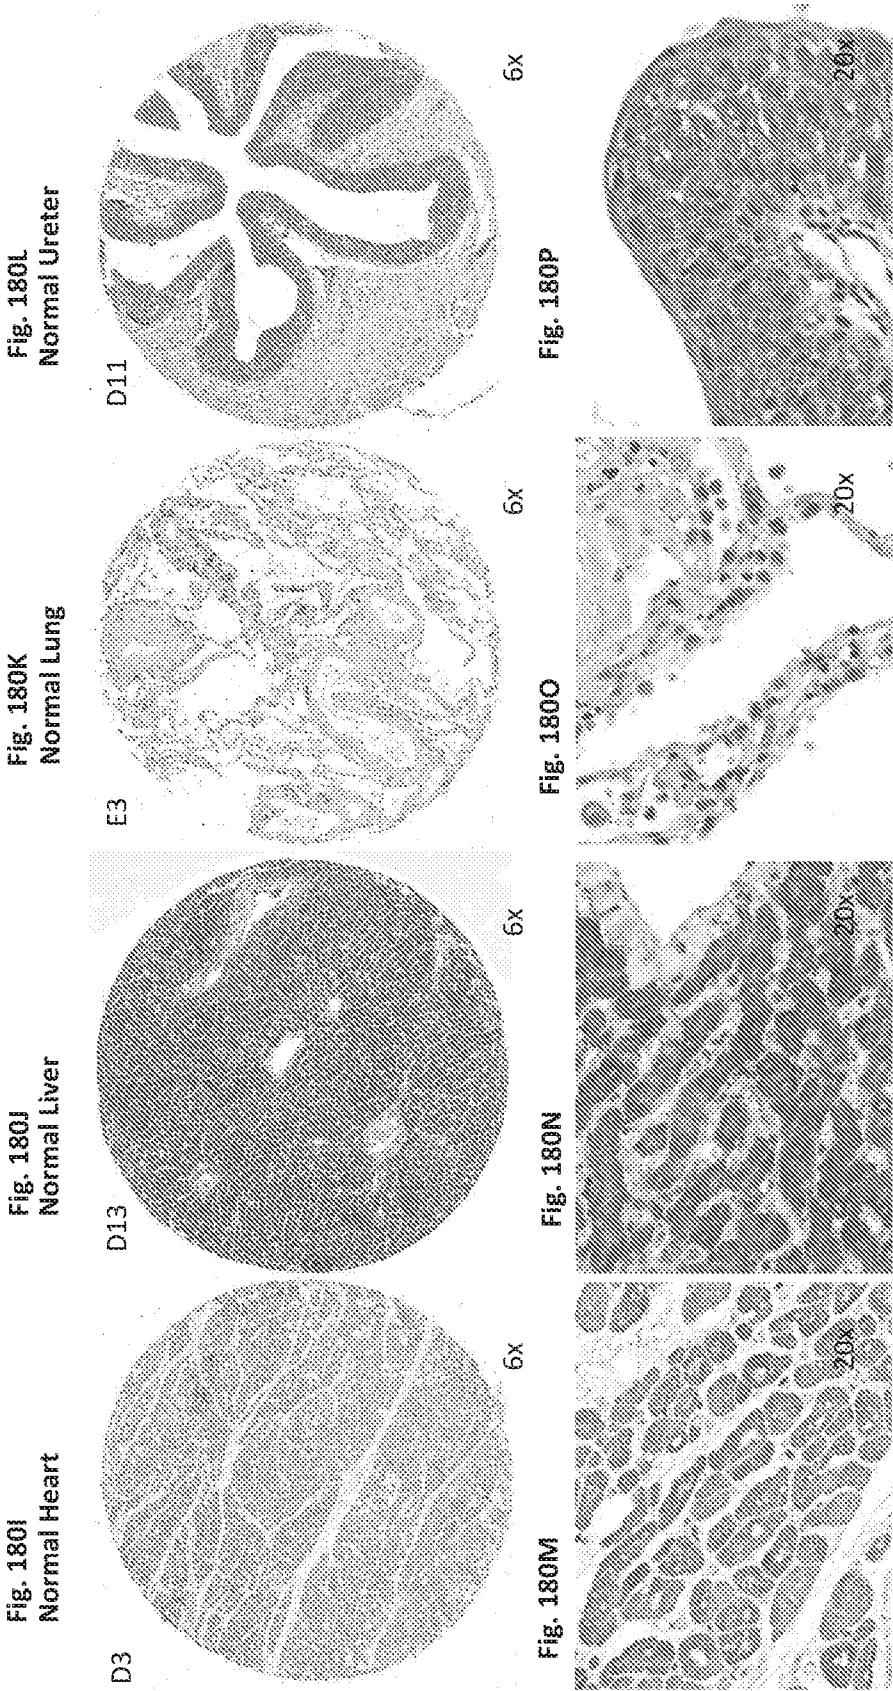 Fig. 180I
Normal Heart
D3
6x
Fig. 180J
Normal Liver
D13
6x
Fig. 180K
Normal Lung
E3
6x
Fig. 180L
Normal Ureter
D11
6x
Fig. 180M
20x
Fig. 180N
20x
Fig. 180O
20x
Fig. 180P
20x